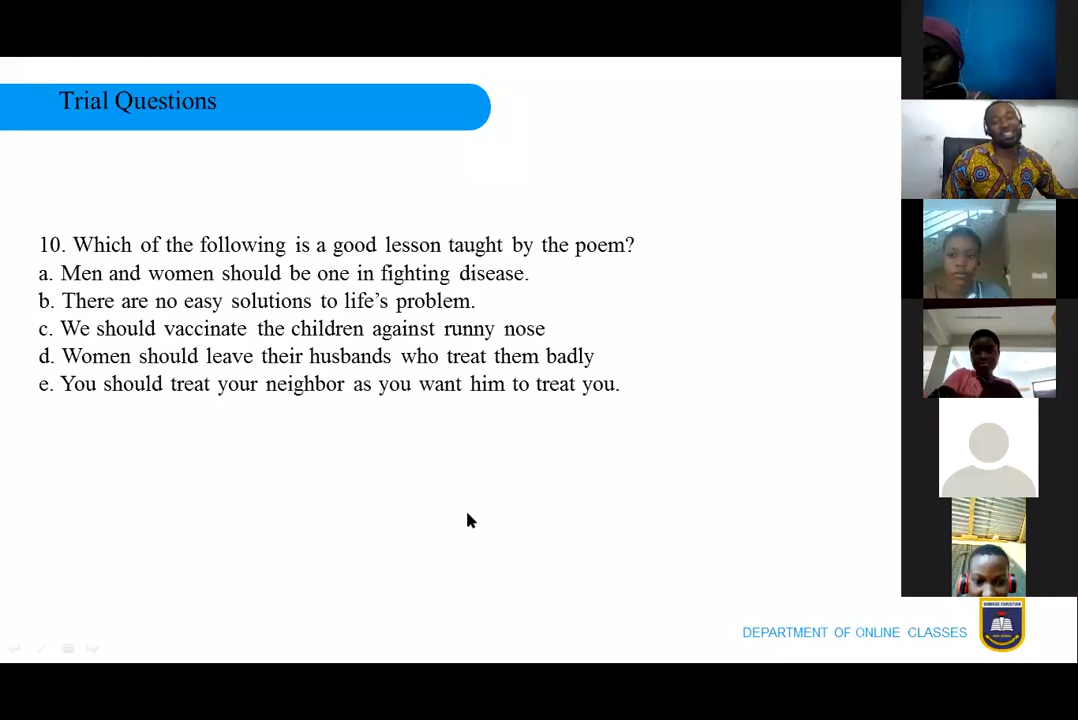 Trial Questions
10. Which of the following is a good lesson taught by the poem?
a. Men and women should be one in fighting disease.
b. There are no easy solutions to life's problem.
c. We should vaccinate the children against runny nose
d. Women should leave their husbands who treat them badly
e. You should treat your neighbor as you want him to treat you.
DEPARTMENT OF ONLINE CLASSES